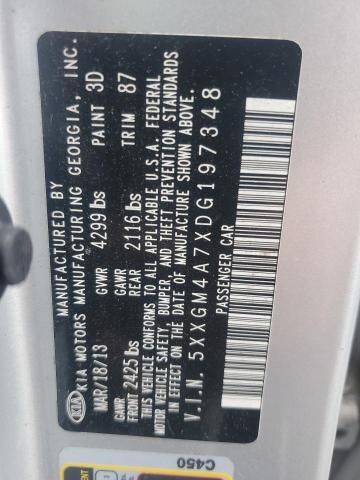 KIA
MANUFACTURED BY
KIA MOTORS MANUFACTURING GEORGIA, INC.
MAR/18/13 GVWR 4299 lbs PAINT 3D
GAWR FRONT 2425 lbs GAWR REAR 2116 lbs TRIM 87
THIS VEHICLE CONFORMS TO ALL APPLICABLE U.S.A. FEDERAL
MOTOR VEHICLE SAFETY, BUMPER, AND THEFT PREVENTION STANDARDS
IN EFFECT ON THE DATE OF MANUFACTURE SHOWN ABOVE.
V.I.N. 5XXGM4A7XDG197348
PASSENGER CAR
C450